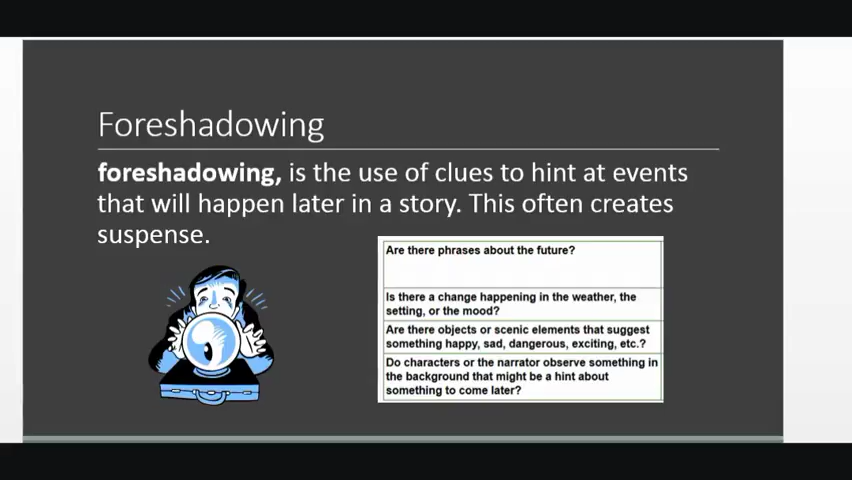 Foreshadowing
foreshadowing, is the use of clues to hint at events
that will happen later in a story. This often creates
suspense.
Are there phrases about the future?
Is there a change happening in the weather, the
setting, or the mood?
Are there objects or scenic elements that suggest
something happy, sad, dangerous, exciting, etc.?
Do characters or the narrator observe something in
the background that might be a hint about
something to come later?